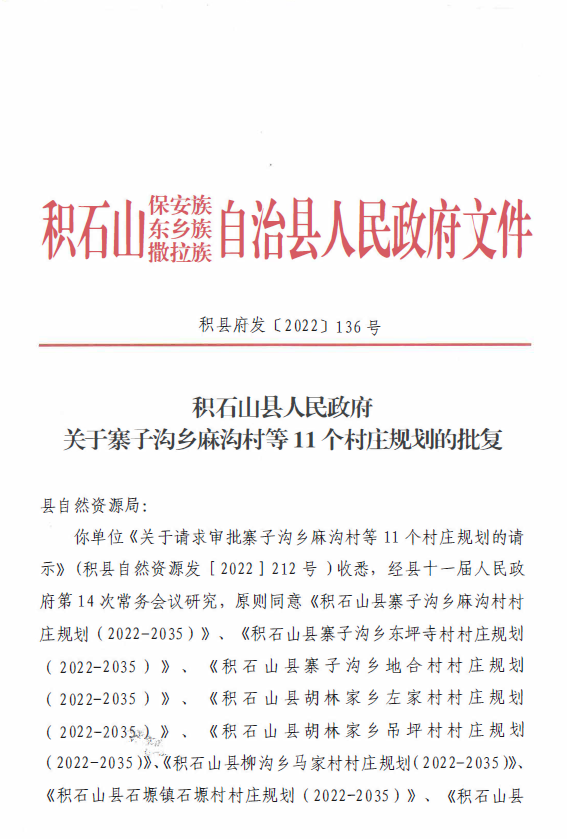 积石山保安族东乡族撒拉族自治县人民政府文件
积县府发〔2022〕136号
积石山县人民政府
关于寨子沟乡麻沟村等11个村庄规划的批复
县自然资源局：
你单位《关于请求审批寨子沟乡麻沟村等11个村庄规划的请
示》（积县自然资源发［2022］212号）收悉，经县十一届人民政
府第14次常务会议研究，原则同意《积石山县寨子沟乡麻沟村村
庄规划（2022-2035）》、《积石山县寨子沟乡东坪寺村村庄规划
（2022-2035）》、《积石山县寨子沟乡地合村村庄规划
（2022-2035）》、《积石山县胡林家乡左家村村庄规划
（2022-2035）》、《积石山县胡林家乡吊坪村村庄规划
（2022-2035）》、《积石山县柳沟乡马家村村庄规划（2022-2035）》、
《积石山县石塬镇石塬村村庄规划（2022-2035）》、《积石山县